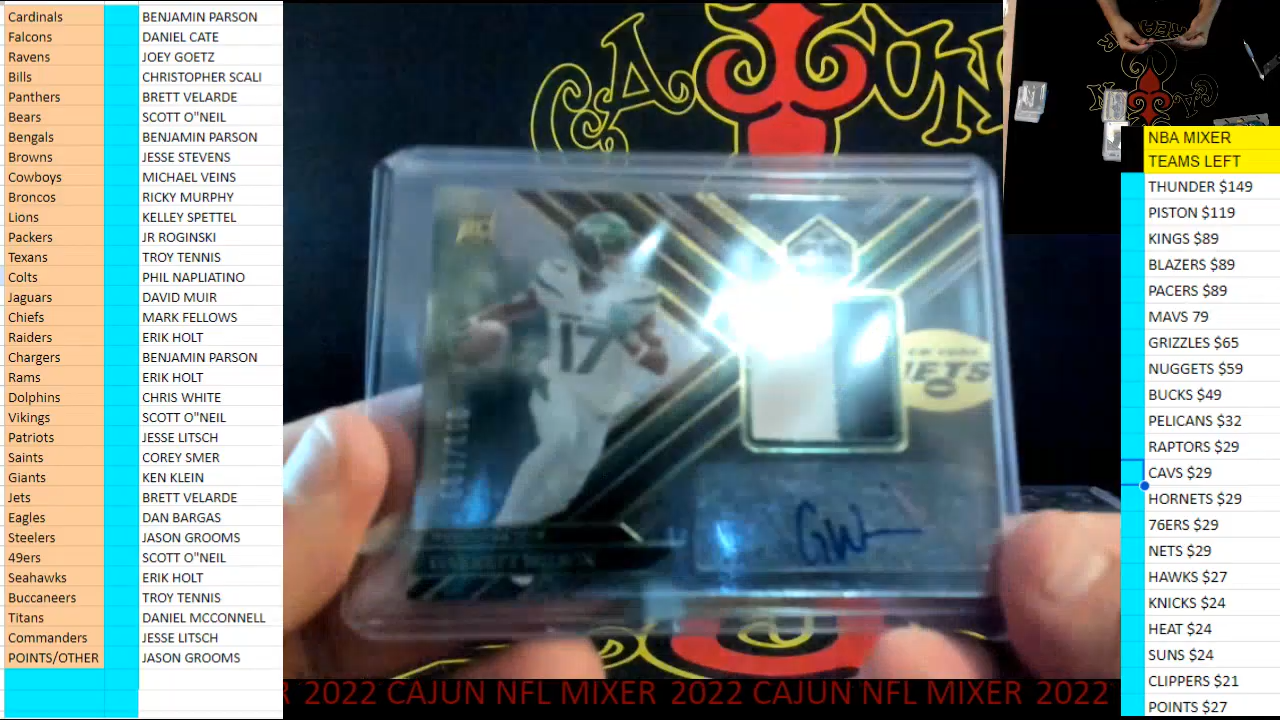 Cardinals BENJAMIN PARSON
Falcons DANIEL CATE
Ravens JOEY GOETZ
Bills CHRISTOPHER SCALI
Panthers BRETT VELARDE
Bears SCOTT O"NEIL
Bengals BENJAMIN PARSON
Browns JESSE STEVENS
Cowboys MICHAEL VEINS
Broncos RICKY MURPHY
Lions KELLEY SPETTEL
Packers JR ROGINSKI
Texans TROY TENNIS
Colts PHIL NAPLIATINO
Jaguars DAVID MUIR
Chiefs MARK FELLOWS
Raiders ERIK HOLT
Chargers BENJAMIN PARSON
Rams ERIK HOLT
Dolphins CHRIS WHITE
Vikings SCOTT O"NEIL
Patriots JESSE LITSCH
Saints COREY SMER
Giants KEN KLEIN
Jets BRETT VELARDE
Eagles DAN BARGAS
Steelers JASON GROOMS
49ers SCOTT O"NEIL
Seahawks ERIK HOLT
Buccaneers TROY TENNIS
Titans DANIEL MCCONNELL
Commanders JESSE LITSCH
POINTS/OTHER JASON GROOMS
CAJUN
17
JETS
GW
2022 CAJUN NFL MIXER 2022 CAJUN NFL MIXER 2022
NBA MIXER
TEAMS LEFT
THUNDER $149
PISTON $119
KINGS $89
BLAZERS $89
PACERS $89
MAVS 79
GRIZZLES $65
NUGGETS $59
BUCKS $49
PELICANS $32
RAPTORS $29
CAVS $29
HORNETS $29
76ERS $29
NETS $29
HAWKS $27
KNICKS $24
HEAT $24
SUNS $24
CLIPPERS $21
POINTS $27